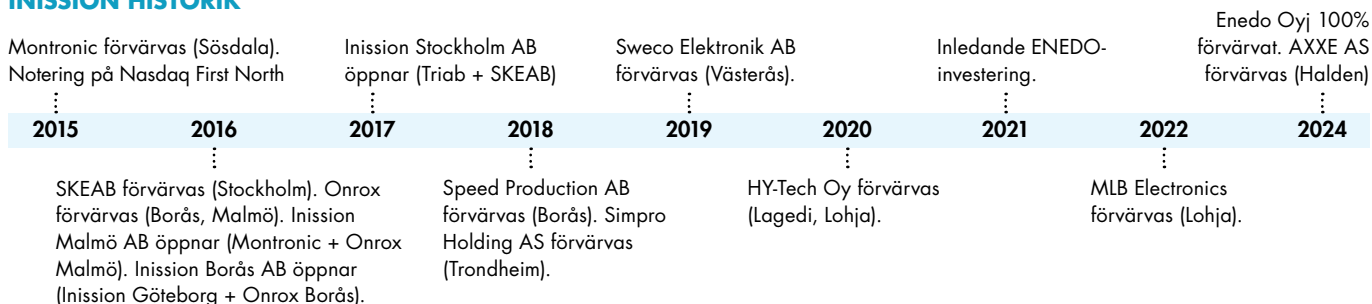 INISSION HISTORIK
Montronic förvärvas (Sösdala).
Notering på Nasdaq First North
Inission Stockholm AB
öppnar (Triab + SKEAB)
Sweco Elektronik AB
förvärvas (Västerås).
Inledande ENEDO-
investering.
Enedo Oyj 100%
förvärvat. AXXE AS
förvärvas (Halden)
2015 2016 2017 2018 2019 2020 2021 2022 2024
SKEAB förvärvas (Stockholm). Onrox
förvärvas (Borås, Malmö). Inission
Malmö AB öppnar (Montronic + Onrox
Malmö). Inission Borås AB öppnar
(Inission Göteborg + Onrox Borås).
Speed Production AB
förvärvas (Borås). Simpro
Holding AS förvärvas
(Trondheim).
HY-Tech Oy förvärvas
(Lagedi, Lohja).
MLB Electronics
förvärvas (Lohja).